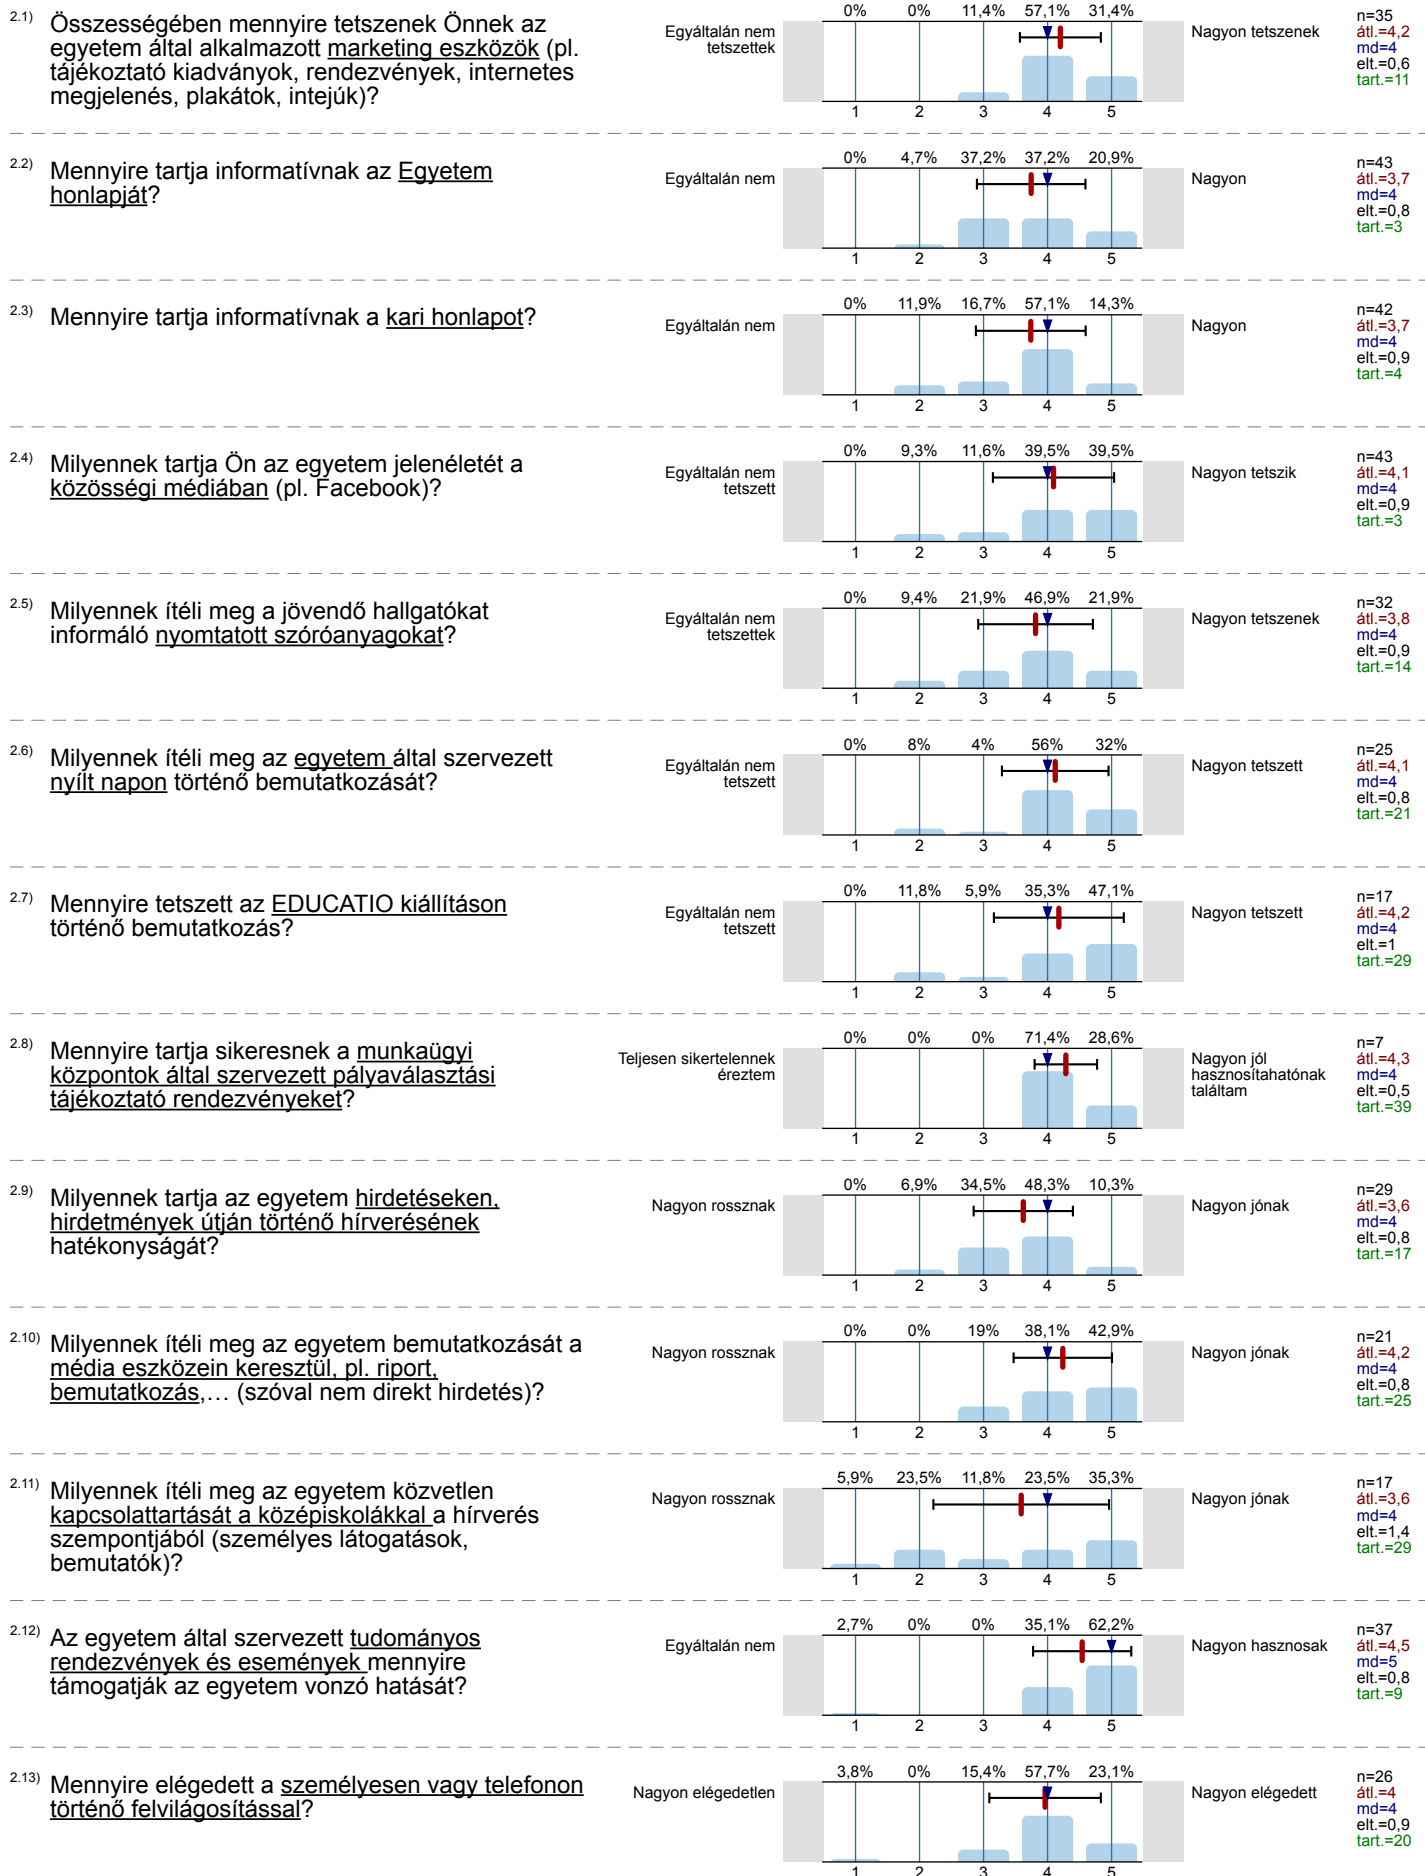 2.1) Összességében mennyire tetszenek Önnek az
egyetem által alkalmazott marketing eszközök (pl.
tájékoztató kiadványok, rendezvények, internetes
megjelenés, plakátok, intejúk)?
Egyáltalán nem
tetszettek
0% 0% 11,4% 57,1% 31,4%
1 2 3 4 5
Nagyon tetszenek
n=35
átl.=4,2
md=4
elt.=0,6
tart.=11
2.2) Mennyire tartja informatívnak az Egyetem
honlapját?
Egyáltalán nem
0% 4,7% 37,2% 37,2% 20,9%
1 2 3 4 5
Nagyon
n=43
átl.=3,7
md=4
elt.=0,8
tart.=3
2.3) Mennyire tartja informatívnak a kari honlapot?
Egyáltalán nem
0% 11,9% 16,7% 57,1% 14,3%
1 2 3 4 5
Nagyon
n=42
átl.=3,7
md=4
elt.=0,9
tart.=4
2.4) Milyennek tartja Ön az egyetem jelenéletét a
közösségi médiában (pl. Facebook)?
Egyáltalán nem
tetszett
0% 9,3% 11,6% 39,5% 39,5%
1 2 3 4 5
Nagyon tetszik
n=43
átl.=4,1
md=4
elt.=0,9
tart.=3
2.5) Milyennek ítéli meg a jövendő hallgatókat
informáló nyomtatott szóróanyagokat?
Egyáltalán nem
tetszettek
0% 9,4% 21,9% 46,9% 21,9%
1 2 3 4 5
Nagyon tetszenek
n=32
átl.=3,8
md=4
elt.=0,9
tart.=14
2.6) Milyennek ítéli meg az egyetem által szervezett
nyílt napon történő bemutatkozását?
Egyáltalán nem
tetszett
0% 8% 4% 56% 32%
1 2 3 4 5
Nagyon tetszett
n=25
átl.=4,1
md=4
elt.=0,8
tart.=21
2.7) Mennyire tetszett az EDUCATIO kiállításon
történő bemutatkozás?
Egyáltalán nem
tetszett
0% 11,8% 5,9% 35,3% 47,1%
1 2 3 4 5
Nagyon tetszett
n=17
átl.=4,2
md=4
elt.=1
tart.=29
2.8) Mennyire tartja sikeresnek a munkaügyi
központok által szervezett pályaválasztási
tájékoztató rendezvényeket?
Teljesen sikertelennek
éreztem
0% 0% 0% 71,4% 28,6%
1 2 3 4 5
Nagyon jól
hasznosítahatónak
találtam
n=7
átl.=4,3
md=4
elt.=0,5
tart.=39
2.9) Milyennek tartja az egyetem hirdetéseken,
hirdetmények útján történő hírverésének
hatékonyságát?
Nagyon rossznak
0% 6,9% 34,5% 48,3% 10,3%
1 2 3 4 5
Nagyon jónak
n=29
átl.=3,6
md=4
elt.=0,8
tart.=17
2.10) Milyennek ítéli meg az egyetem bemutatkozását a
média eszközein keresztül, pl. riport,
bemutatkozás,… (szóval nem direkt hirdetés)?
Nagyon rossznak
0% 0% 19% 38,1% 42,9%
1 2 3 4 5
Nagyon jónak
n=21
átl.=4,2
md=4
elt.=0,8
tart.=25
2.11) Milyennek ítéli meg az egyetem közvetlen
kapcsolattartását a középiskolákkal a hírverés
szempontjából (személyes látogatások,
bemutatók)?
Nagyon rossznak
5,9% 23,5% 11,8% 23,5% 35,3%
1 2 3 4 5
Nagyon jónak
n=17
átl.=3,6
md=4
elt.=1,4
tart.=29
2.12) Az egyetem által szervezett tudományos
rendezvények és események mennyire
támogatják az egyetem vonzó hatását?
Egyáltalán nem
2,7% 0% 0% 35,1% 62,2%
1 2 3 4 5
Nagyon hasznosak
n=37
átl.=4,5
md=5
elt.=0,8
tart.=9
2.13) Mennyire elégedett a személyesen vagy telefonon
történő felvilágosítással?
Nagyon elégedetlen
3,8% 0% 15,4% 57,7% 23,1%
1 2 3 4 5
Nagyon elégedett
n=26
átl.=4
md=4
elt.=0,9
tart.=20